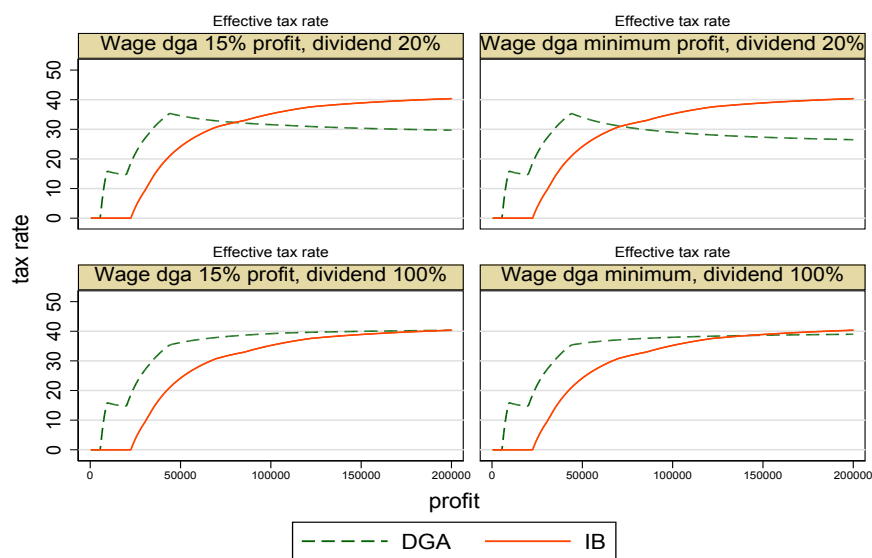 Effective tax rate Effective tax rate
Wage dga 15% profit, dividend 20% Wage dga minimum profit, dividend 20%
50
40
30
20
10
0
Effective tax rate Effective tax rate
Wage dga 15% profit, dividend 100% Wage dga minimum, dividend 100%
50
40
30
20
10
0
tax rate
0 50000 100000 150000 200000 0 50000 100000 150000 200000
profit
DGA IB